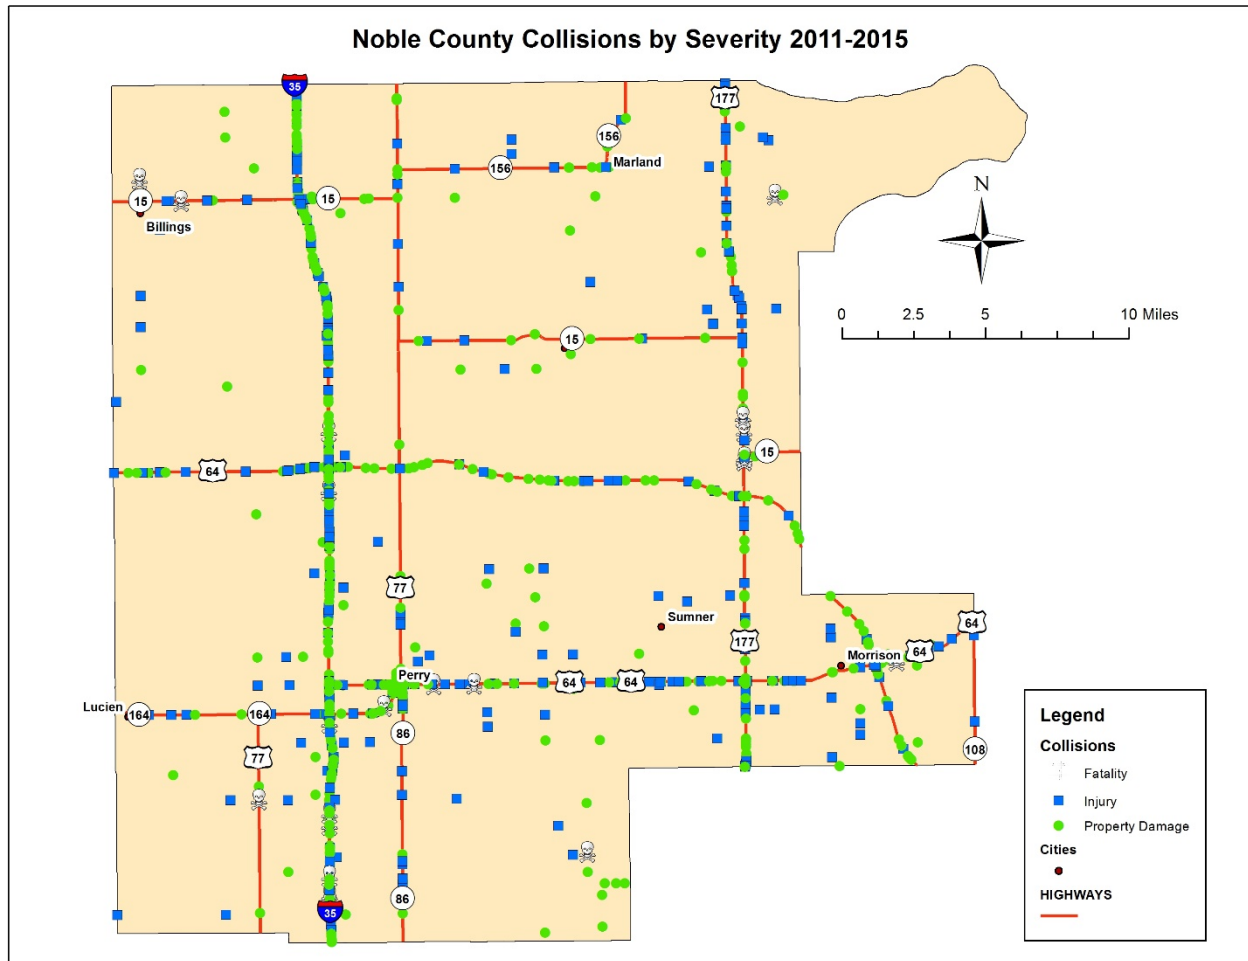 Noble County Collisions by Severity 2011-2015
35
177
156
Marland
156
15
15
Billings
N
0 2.5 5 10 Miles
15
15
64
77
Sumner
177
64
64
Morrison
64
64
Perry
Lucien
164
164
86
77
108
86
35
Legend
Collisions
Fatality
Injury
Property Damage
Cities
HIGHWAYS